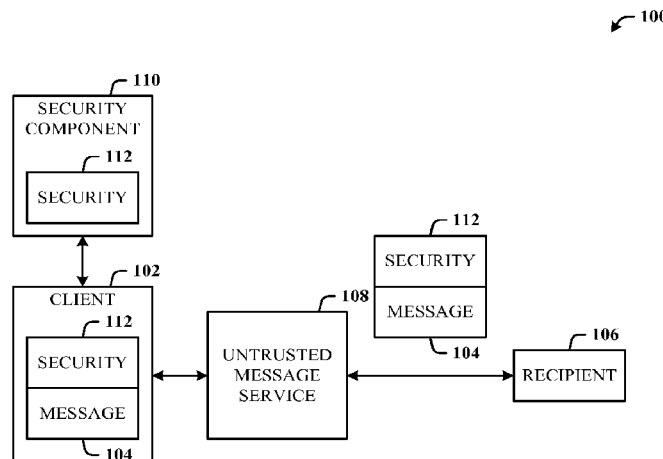 100
110
SECURITY
COMPONENT
112
SECURITY
112
SECURITY
MESSAGE
104
102
CLIENT
112
SECURITY
MESSAGE
104
108
UNTRUSTED
MESSAGE
SERVICE
106
RECIPIENT